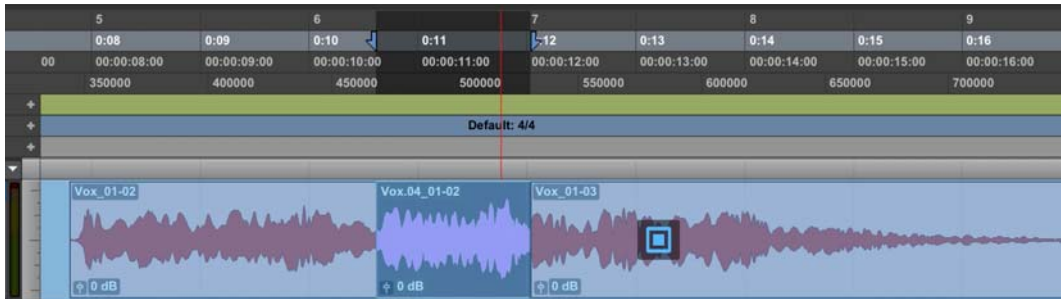 5 6 7 8 9
0:08 0:09 0:10 0:11 12 0:13 0:14 0:15 0:16
00 00:00:08:00 00:00:09:00 00:00:10:00 00:00:11:00 00:00:12:00 00:00:13:00 00:00:14:00 00:00:15:00 00:00:16:00
350000 400000 450000 500000 550000 600000 650000 700000
Default: 4/4
Vox_01-02 Vox.04_01-02 Vox_01-03
0 dB 0 dB 0 dB